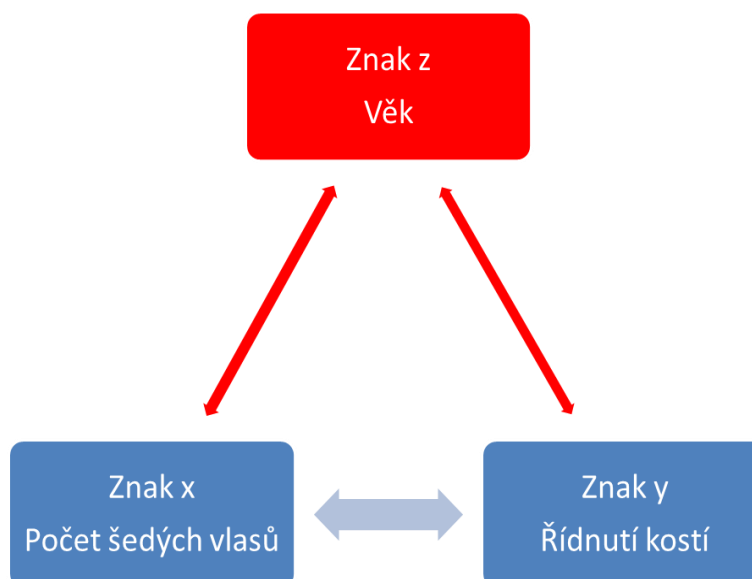 Znak z
Věk
Znak x
Počet šedých vlasů
Znak y
Řídnutí kostí